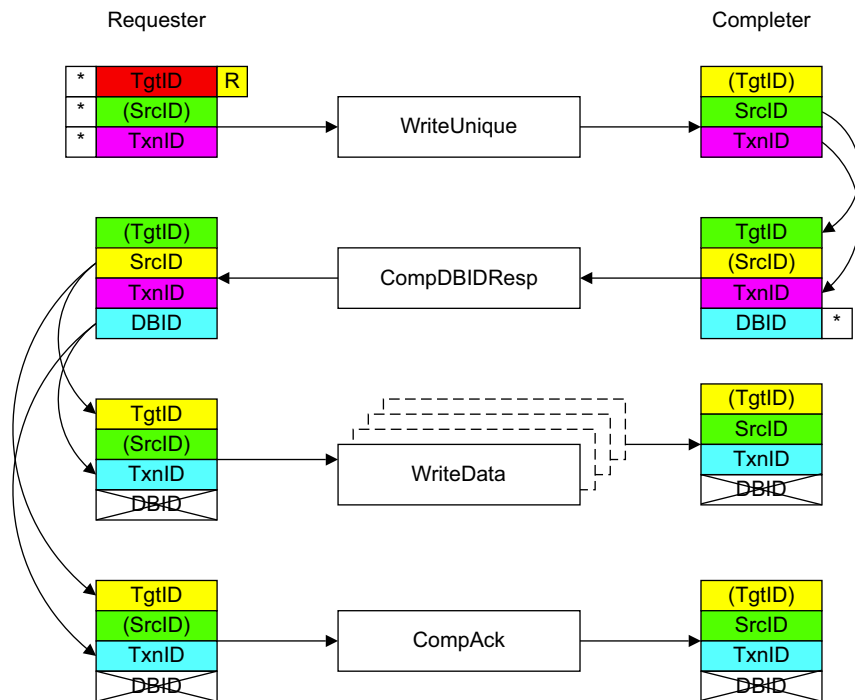 Requester
Completer
* TgtID R
(TgtID)
* (SrcID)
SrcID
* TxnID
TxnID
WriteUnique
(TgtID)
TgtID
SrcID
(SrcID)
TxnID
TxnID
DBID
DBID *
CompDBIDResp
TgtID
(TgtID)
(SrcID)
SrcID
TxnID
TxnID
DBID
DBID
WriteData
TgtID
(TgtID)
(SrcID)
SrcID
TxnID
TxnID
DBID
DBID
CompAck